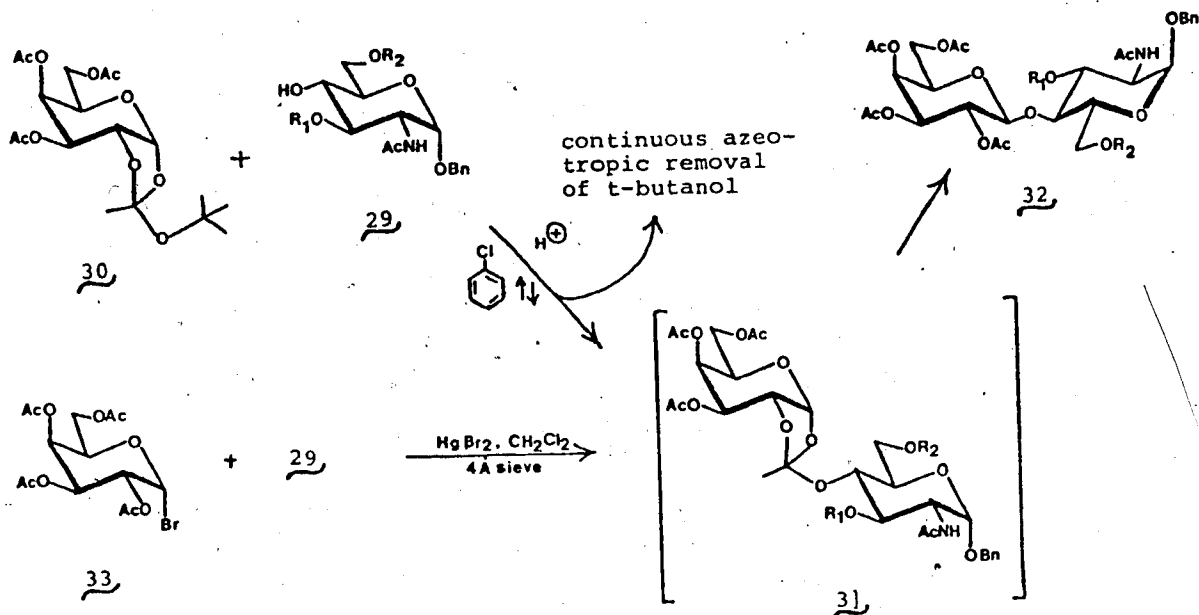 AcO
OAc
AcO
30
+
OR2
HO
R1O
AcNH
OBn
29
continuous azeo-
tropic removal
of t-butanol
H⊕
Cl
OBn
AcNH
R1O
AcO
OAc
AcO
OAc
OR2
32
AcO
OAc
AcO
AcO
Br
33
+
29
HgBr2, CH2Cl2
4A sieve
AcO
OAc
AcO
OR2
R1O
AcNH
OBn
31